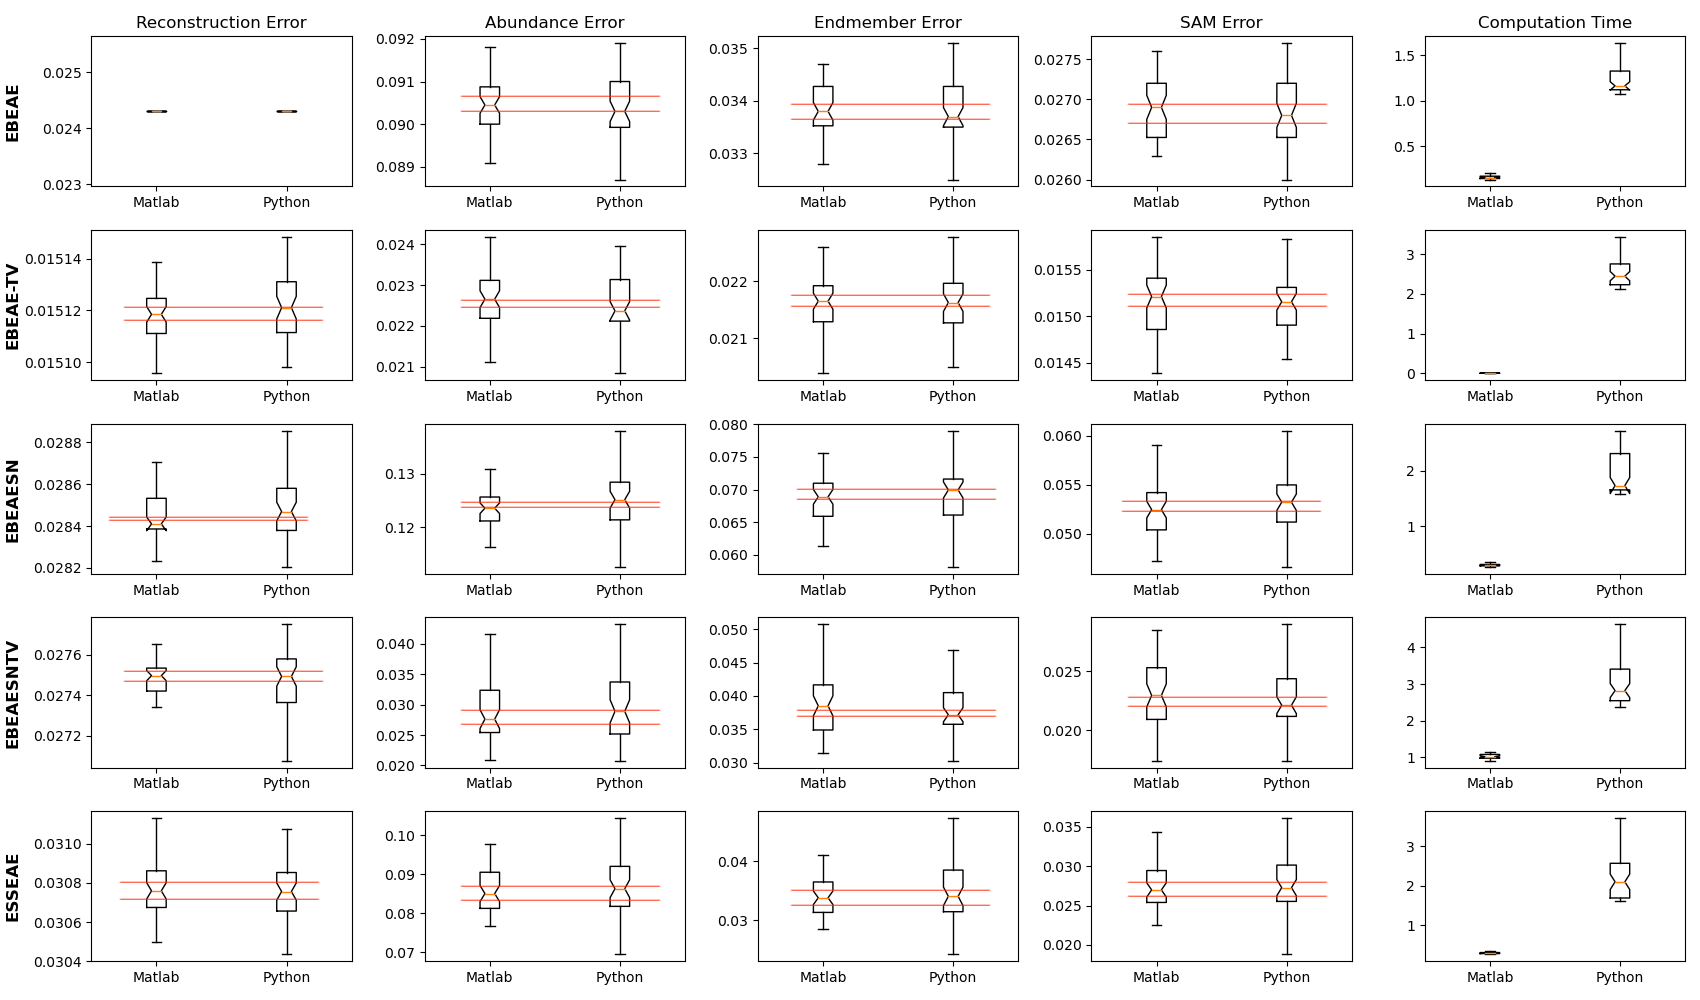 Reconstruction Error
Abundance Error
Endmember Error
SAM Error
Computation Time
EBEAE
0.025
0.024
0.023
Matlab
Python
0.092
0.091
0.090
0.089
Matlab
Python
0.035
0.034
0.033
Matlab
Python
0.0275
0.0270
0.0265
0.0260
Matlab
Python
1.5
1.0
0.5
Matlab
Python
EBEAE-TV
0.01514
0.01512
0.01510
Matlab
Python
0.024
0.023
0.022
0.021
Matlab
Python
0.022
0.021
Matlab
Python
0.0155
0.0150
0.0145
Matlab
Python
3
2
1
0
Matlab
Python
EBEAESN
0.0288
0.0286
0.0284
0.0282
Matlab
Python
0.13
0.12
Matlab
Python
0.080
0.075
0.070
0.065
0.060
Matlab
Python
0.060
0.055
0.050
Matlab
Python
2
1
Matlab
Python
EBEAESNTV
0.0276
0.0274
0.0272
Matlab
Python
0.040
0.035
0.030
0.025
0.020
Matlab
Python
0.050
0.045
0.040
0.035
0.030
Matlab
Python
0.025
0.020
Matlab
Python
4
3
2
1
Matlab
Python
ESSEAE
0.0310
0.0308
0.0306
0.0304
Matlab
Python
0.10
0.09
0.08
0.07
Matlab
Python
0.04
0.03
Matlab
Python
0.035
0.030
0.025
0.020
Matlab
Python
3
2
1
Matlab
Python